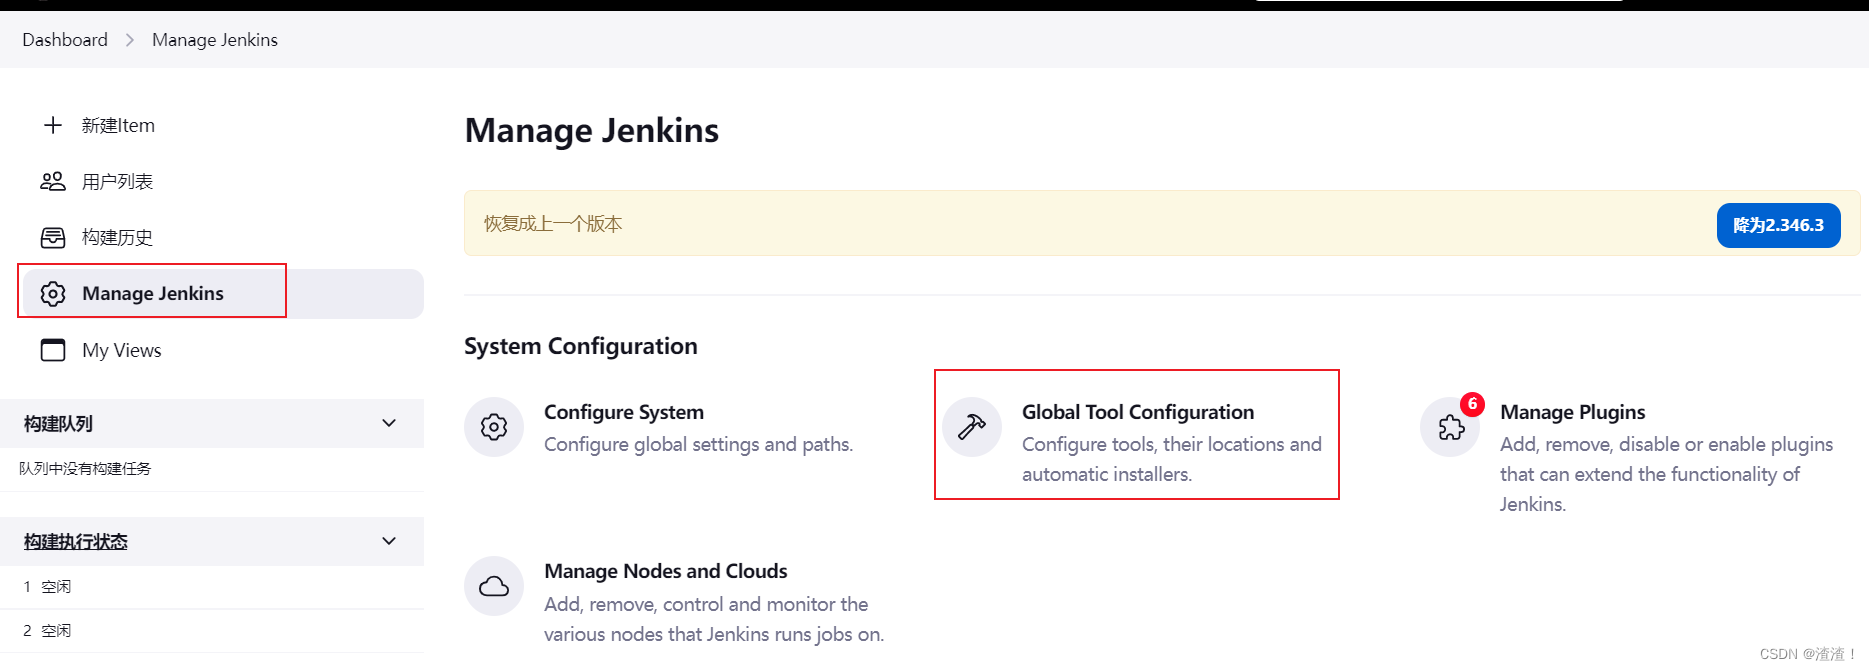 Dashboard
Manage Jenkins
新建Item
用户列表
构建历史
Manage Jenkins
My Views
构建队列
队列中没有构建任务
构建执行状态
1 空闲
2 空闲
Manage Jenkins
恢复成上一个版本
降为2.346.3
System Configuration
Configure System
Configure global settings and paths.
Global Tool Configuration
Configure tools, their locations and
automatic installers.
6
Manage Plugins
Add, remove, disable or enable plugins
that can extend the functionality of
Jenkins.
Manage Nodes and Clouds
Add, remove, control and monitor the
various nodes that Jenkins runs jobs on.
CSDN @渣渣！